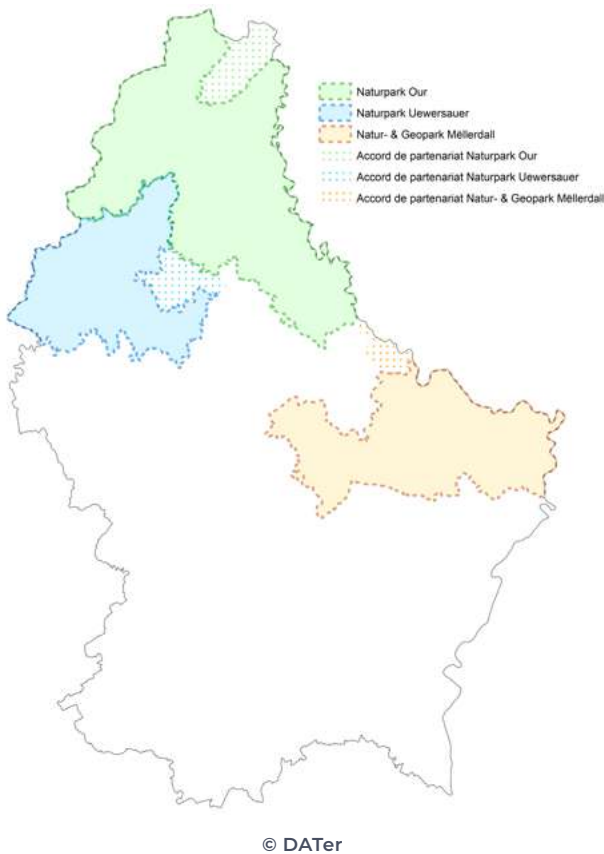 Naturpark Our
Naturpark Uewersauer
Natur- & Geopark Mëllerdall
Accord de partenariat Naturpark Our
Accord de partenariat Naturpark Uewersauer
Accord de partenariat Natur- & Geopark Mëllerdall
© DATer